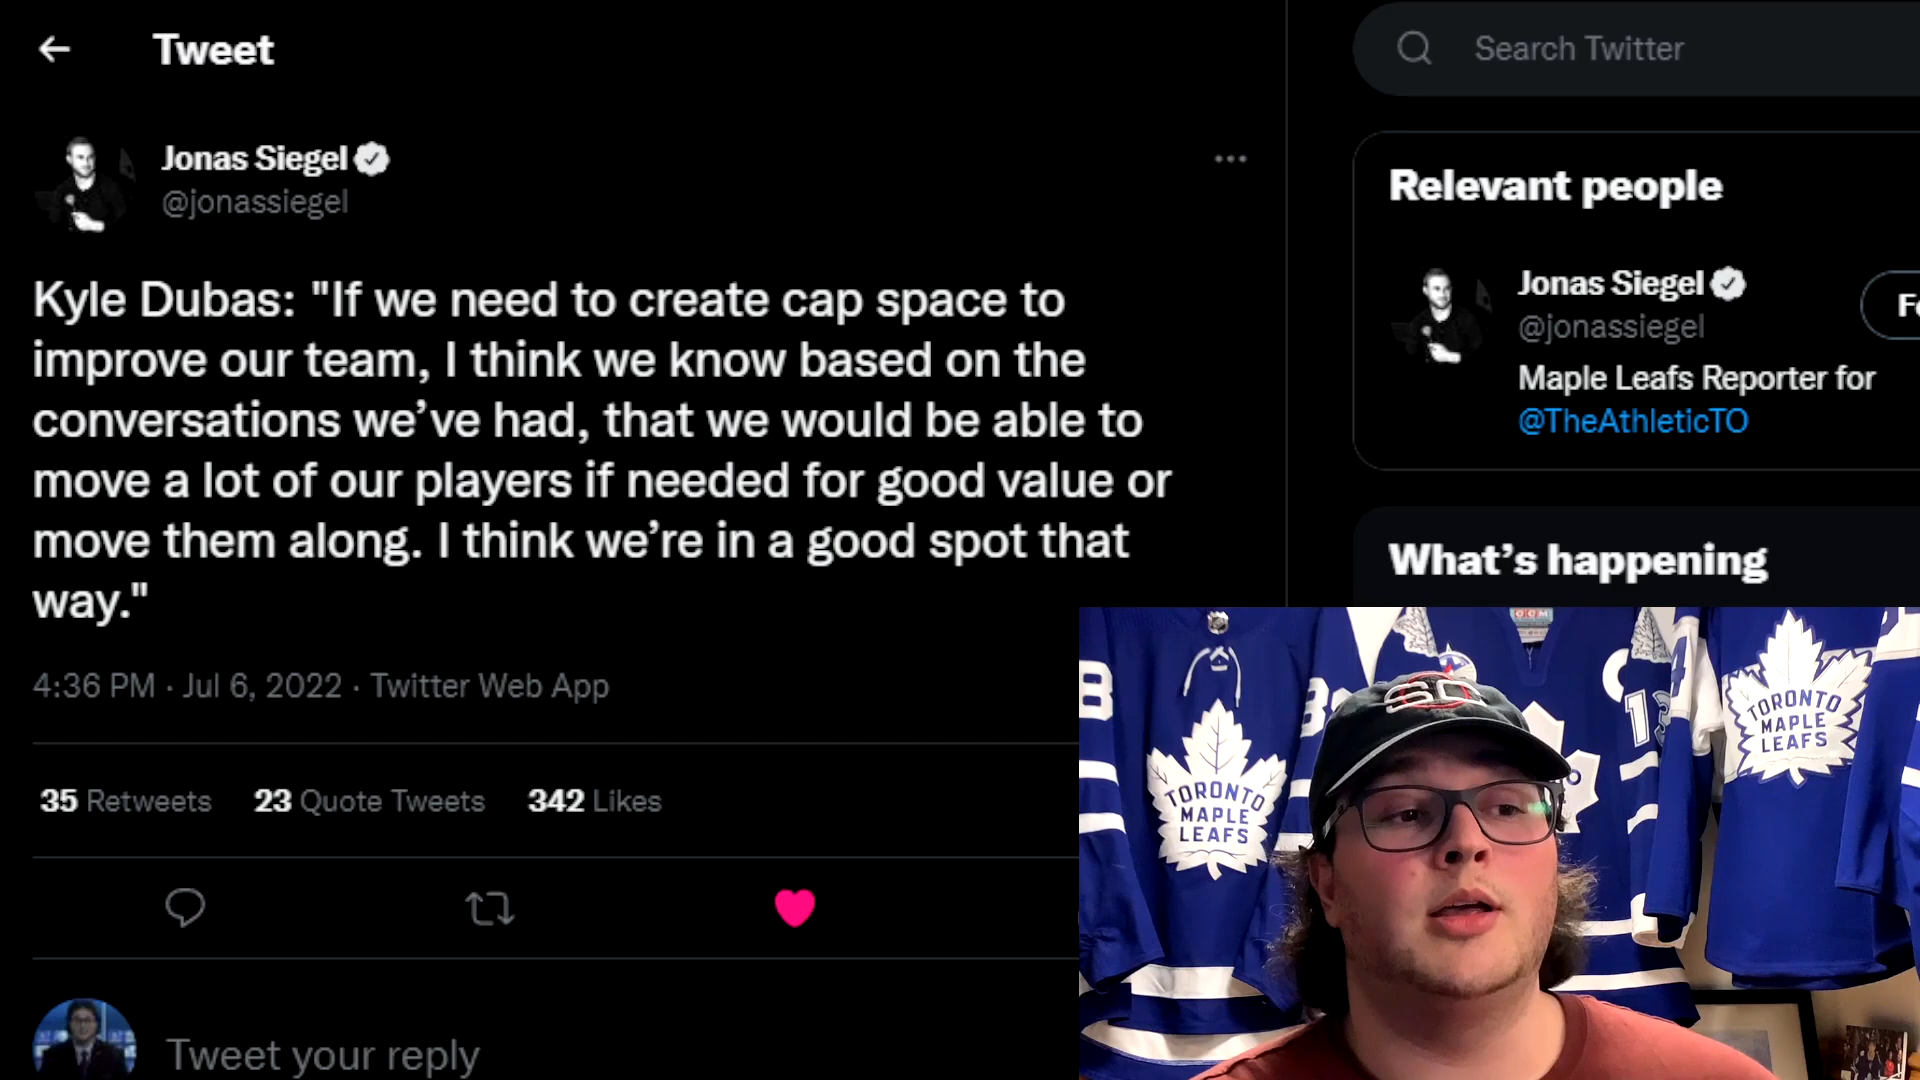 Tweet
Search Twitter
Jonas Siegel
@jonassiegel
Kyle Dubas: "If we need to create cap space to
improve our team, I think we know based on the
conversations we’ve had, that we would be able to
move a lot of our players if needed for good value or
move them along. I think we’re in a good spot that
way."
4:36 PM · Jul 6, 2022 · Twitter Web App
35 Retweets 23 Quote Tweets 342 Likes
Tweet your reply
Relevant people
Jonas Siegel
@jonassiegel
Maple Leafs Reporter for
@TheAthleticTO
What’s happening
TORONTO
MAPLE
LEAFS
SC
13
TORONTO
MAPLE
LEAFS